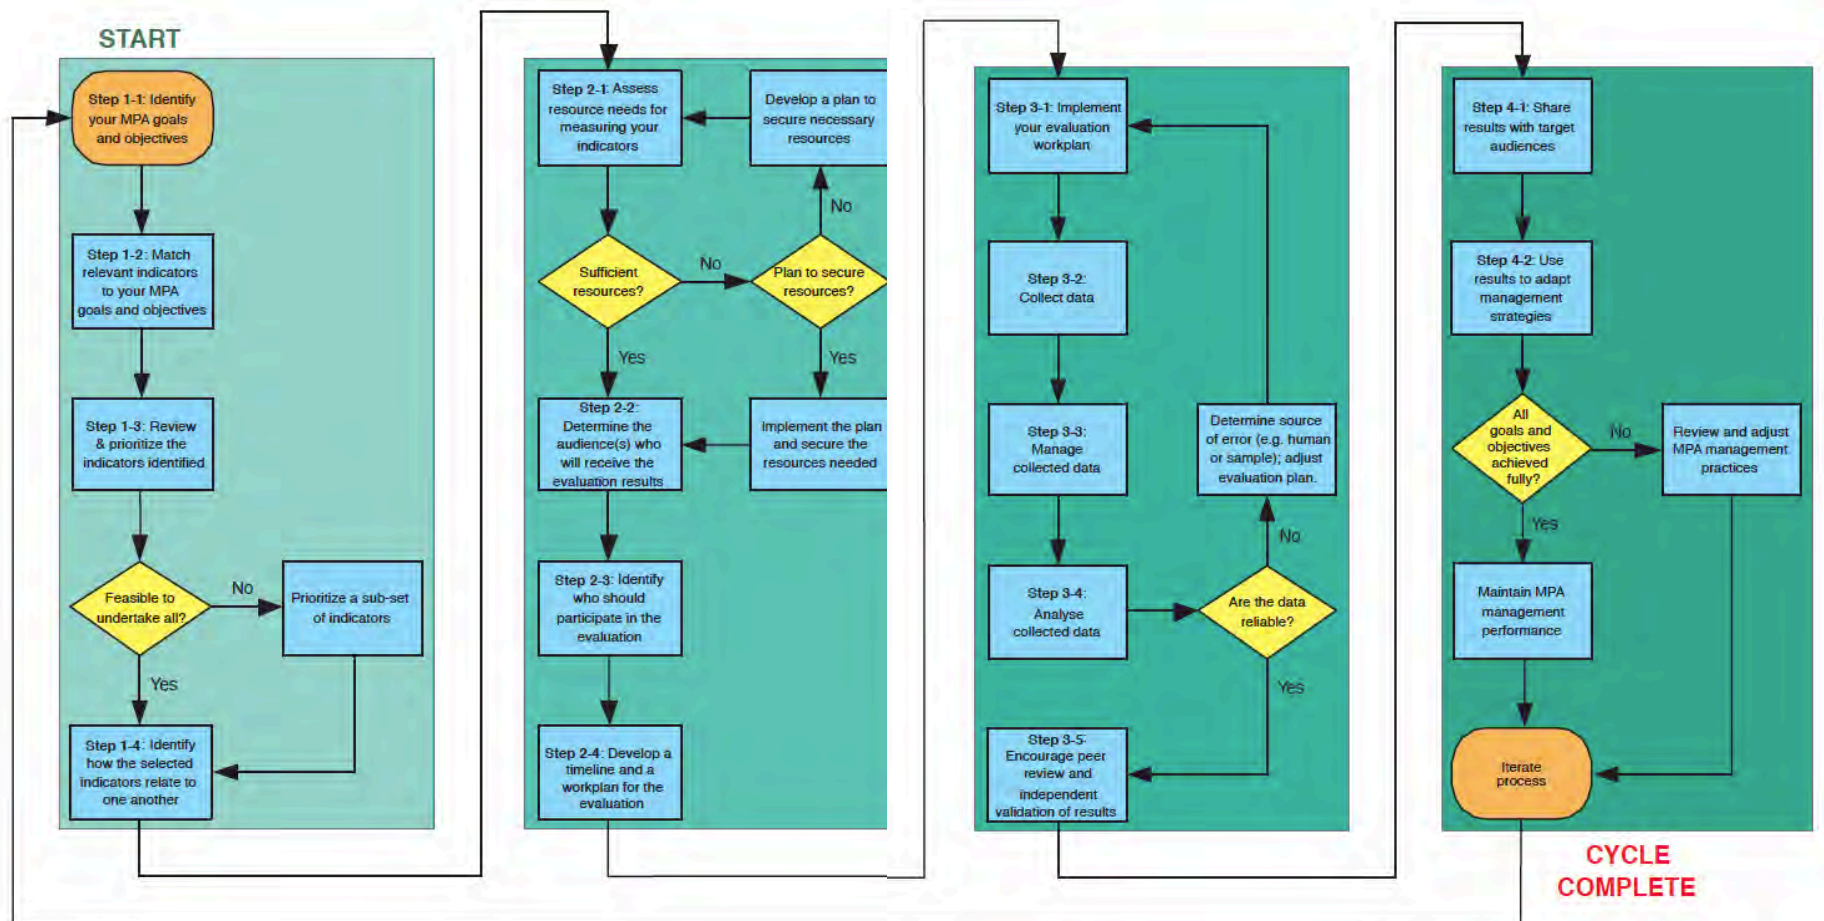 START
Step 1-1: Identify
your MPA goals
and objectives
Step 1-2: Match
relevant indicators
to your MPA
goals and objectives
Step 1-3: Review
& prioritize the
indicators identified
Feasible to
undertake all?
No
Prioritize a sub-set
of indicators
Yes
Step 1-4: Identify
how the selected
indicators relate to
one another
Step 2-1: Assess
resource needs for
measuring your
indicators
Develop a plan to
secure necessary
resources
No
Sufficient
resources?
No
Plan to secure
resources?
Yes
Yes
Step 2-2:
Determine the
audience(s) who
will receive the
evaluation results
Implement the plan
and secure the
resources needed
Step 2-3: Identify
who should
participate in the
evaluation
Step 2-4: Develop a
timeline and a
workplan for the
evaluation
Step 3-1: Implement
your evaluation
workplan
Step 3-2:
Collect data
Step 3-3:
Manage
collected data
Determine source
of error (e.g. human
or sample); adjust
evaluation plan.
No
Step 3-4:
Analyse
collected data
Are the data
reliable?
Yes
Step 3-5:
Encourage peer
review and
independent
validation of results
Step 4-1: Share
results with target
audiences
Step 4-2: Use
results to adapt
management
strategies
All
goals and
objectives
achieved
fully?
No
Review and adjust
MPA management
practices
Yes
Maintain MPA
management
performance
Iterate
process
CYCLE
COMPLETE